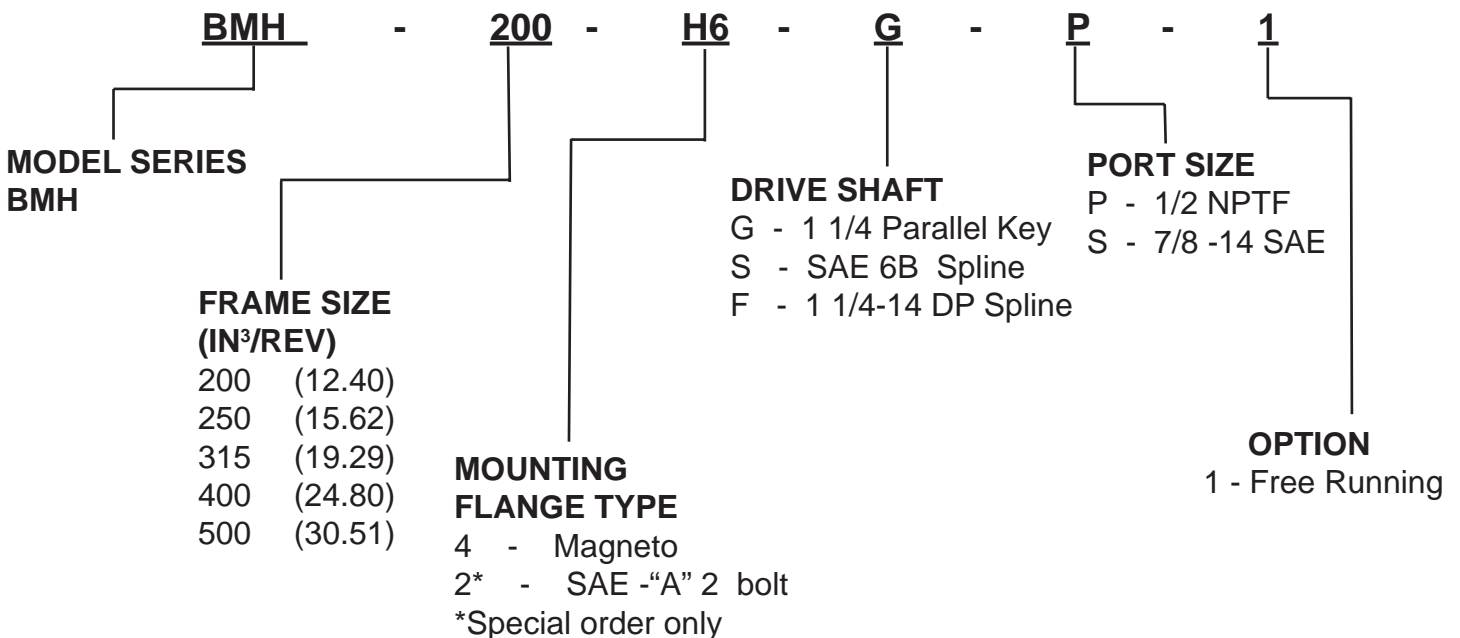 BMH - 200 - H6 - G - P - 1
MODEL SERIES
BMH
FRAME SIZE
(IN³/REV)
200 (12.40)
250 (15.62)
315 (19.29)
400 (24.80)
500 (30.51)
MOUNTING
FLANGE TYPE
4 - Magneto
2* - SAE -“A” 2 bolt
*Special order only
DRIVE SHAFT
G - 1 1/4 Parallel Key
S - SAE 6B Spline
F - 1 1/4-14 DP Spline
PORT SIZE
P - 1/2 NPTF
S - 7/8 -14 SAE
OPTION
1 - Free Running